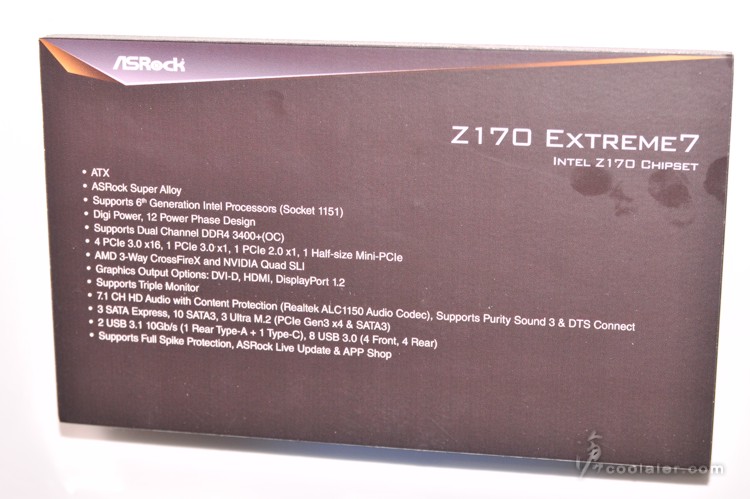 ASRock
Z170 EXTREME7
INTEL Z170 CHIPSET
• ATX
• ASRock Super Alloy
• Supports 6th Generation Intel Processors (Socket 1151)
• Digi Power, 12 Power Phase Design
• Supports Dual Channel DDR4 3400+(OC)
• 4 PCIe 3.0 x16, 1 PCIe 3.0 x1, 1 PCIe 2.0 x1, 1 Half-size Mini-PCIe
• AMD 3-Way CrossFireX and NVIDIA Quad SLI
• Graphics Output Options: DVI-D, HDMI, DisplayPort 1.2
• Supports Triple Monitor
• 7.1 CH HD Audio with Content Protection (Realtek ALC1150 Audio Codec), Supports Purity Sound 3 & DTS Connect
• 3 SATA Express, 10 SATA3, 3 Ultra M.2 (PCIe Gen3 x4 & SATA3)
• 2 USB 3.1 10Gb/s (1 Rear Type-A + 1 Type-C), 8 USB 3.0 (4 Front, 4 Rear)
• Supports Full Spike Protection, ASRock Live Update & APP Shop
coolaler.com